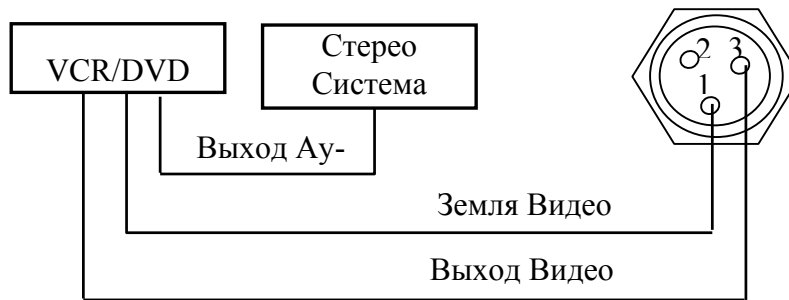 VCR/DVD
Стерео
Система
2 3
1
Выход Ау-
Земля Видео
Выход Видео